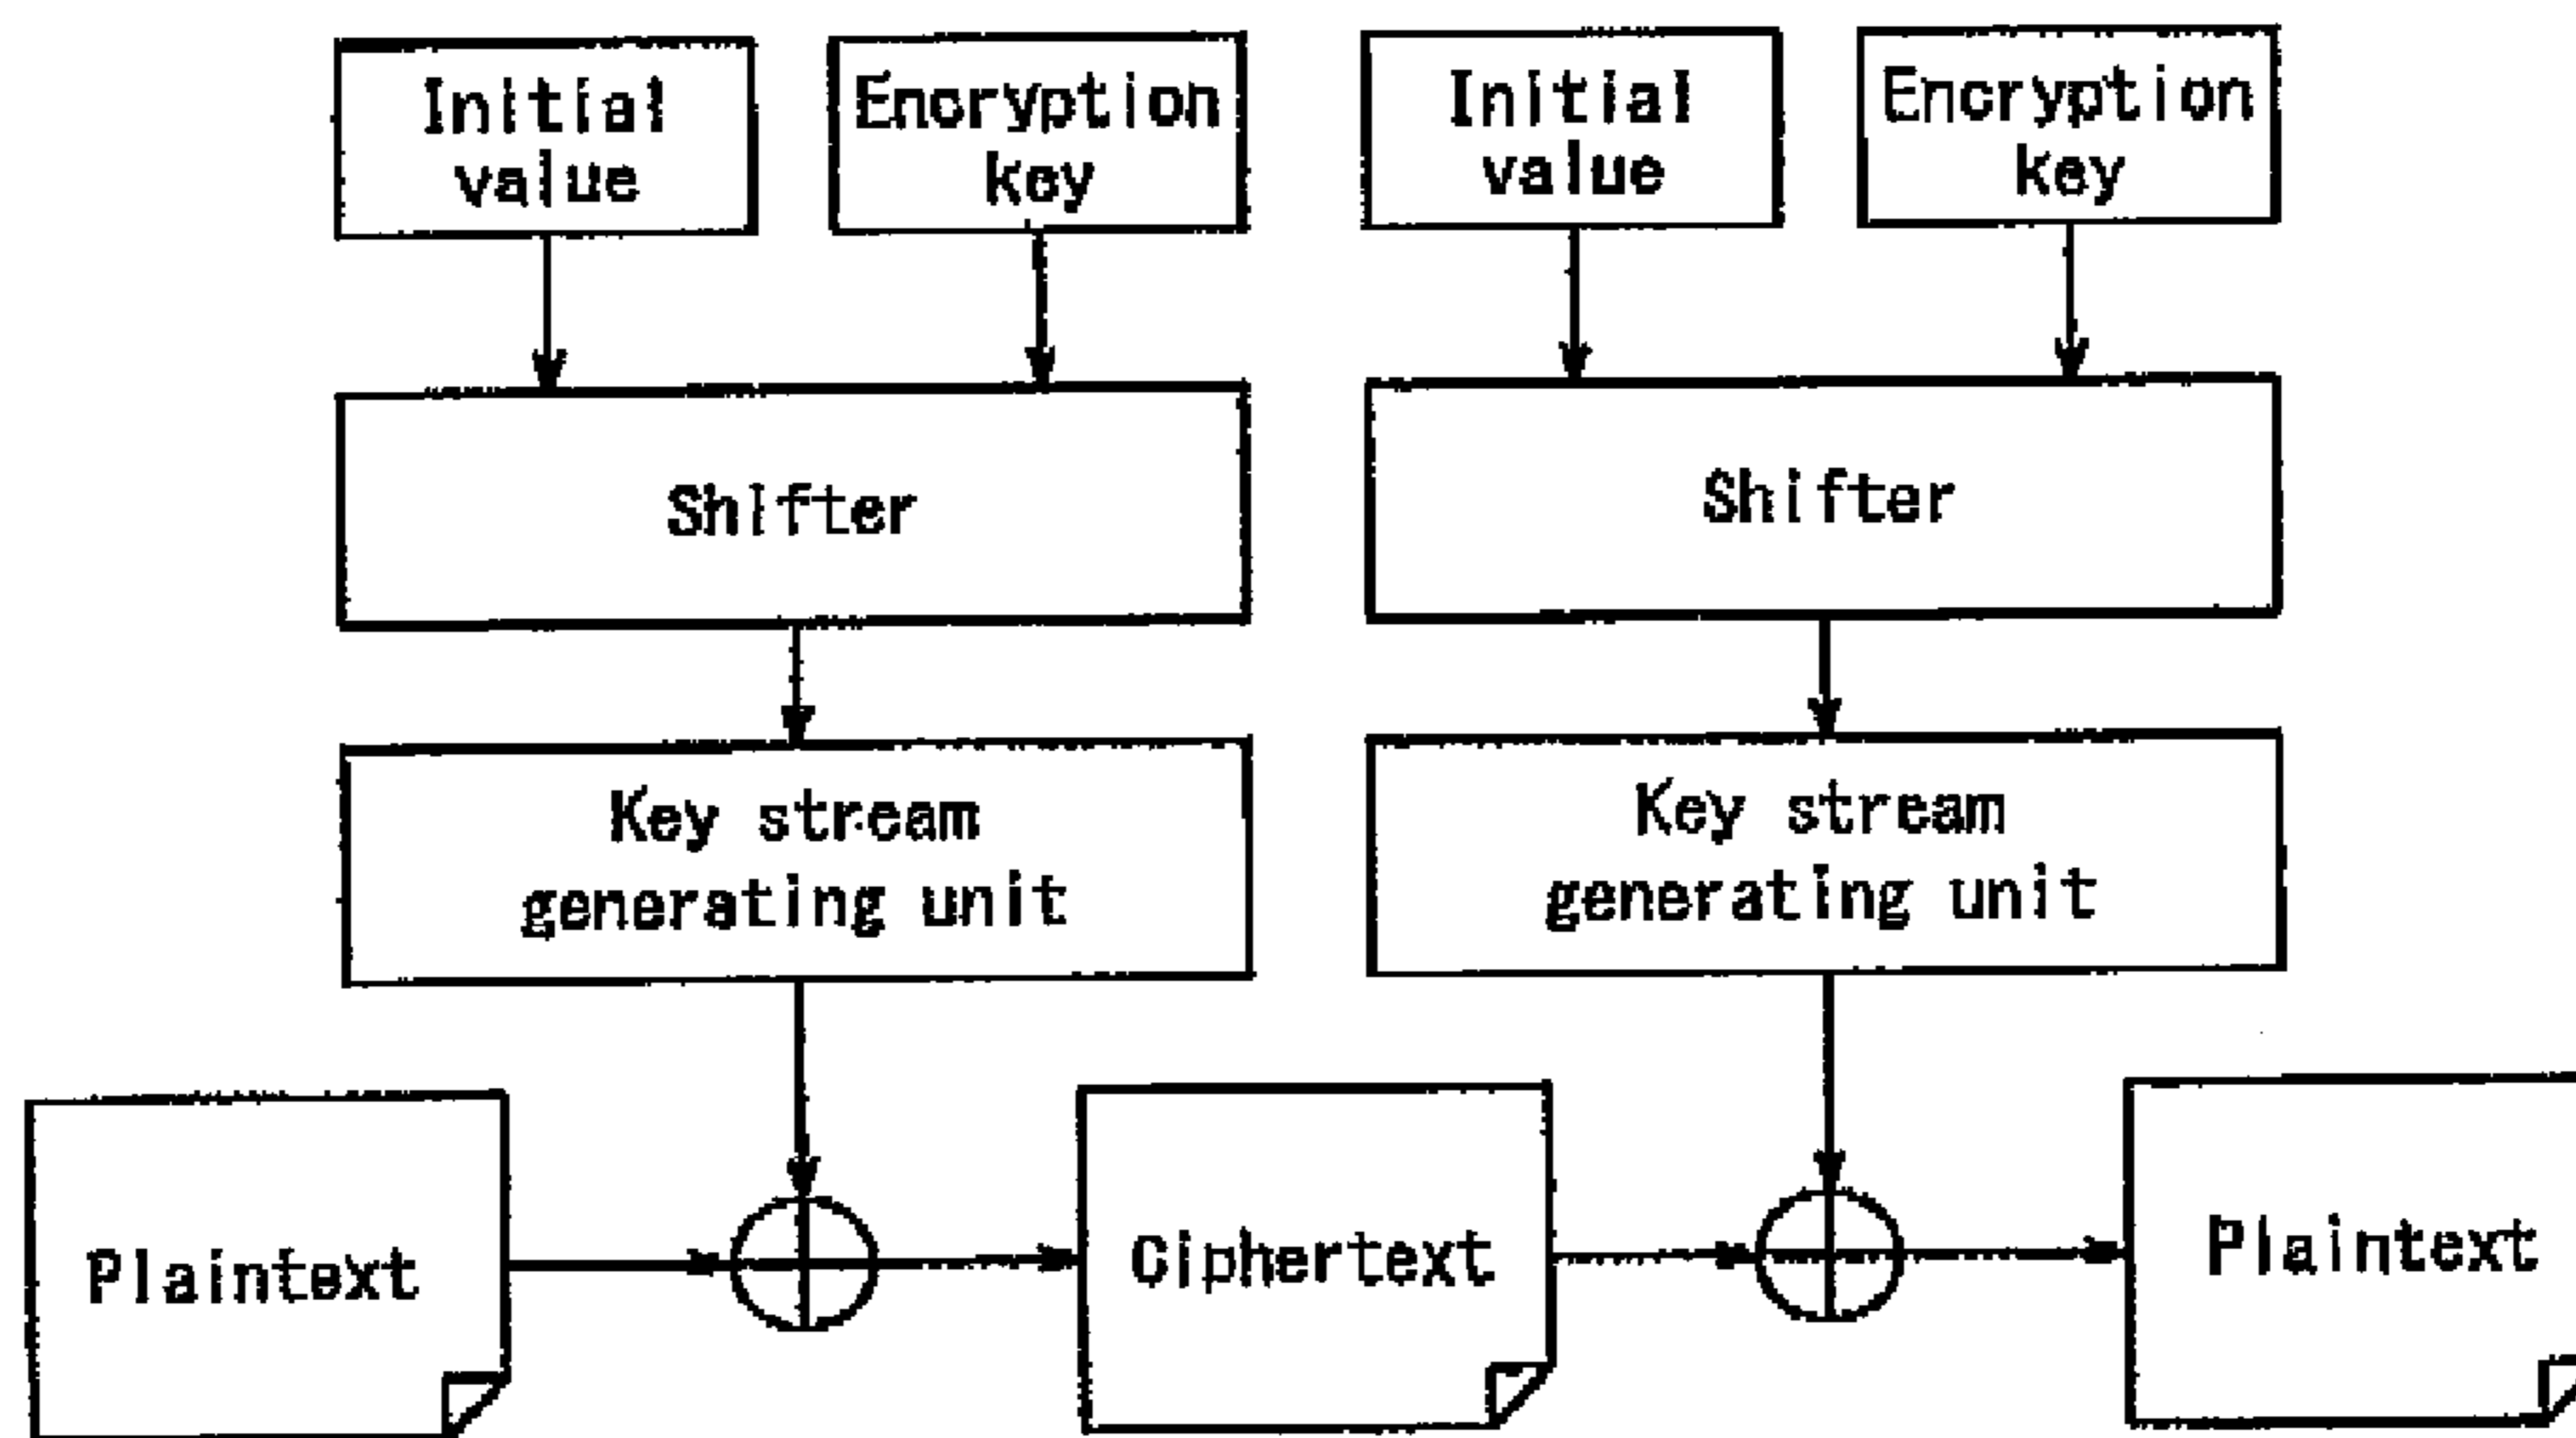 Initial
value
Encryption
key
Initial
value
Encryption
key
Shifter
Shifter
Key stream
generating unit
Key stream
generating unit
Plaintext
Ciphertext
Plaintext